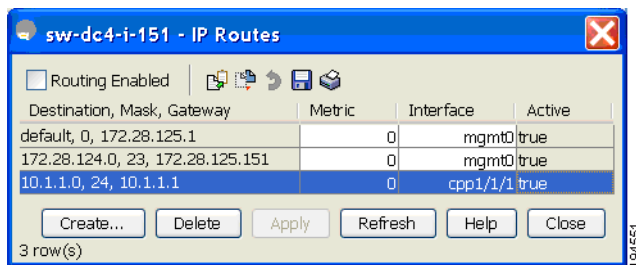 sw-dc4-i-151 - IP Routes
Routing Enabled
Destination, Mask, Gateway Metric Interface Active
default, 0, 172.28.125.1 0 mgmt0 true
172.28.124.0, 23, 172.28.125.151 0 mgmt0 true
10.1.1.0, 24, 10.1.1.1 0 cpp1/1/1 true
Create... Delete Apply Refresh Help Close
3 row(s)